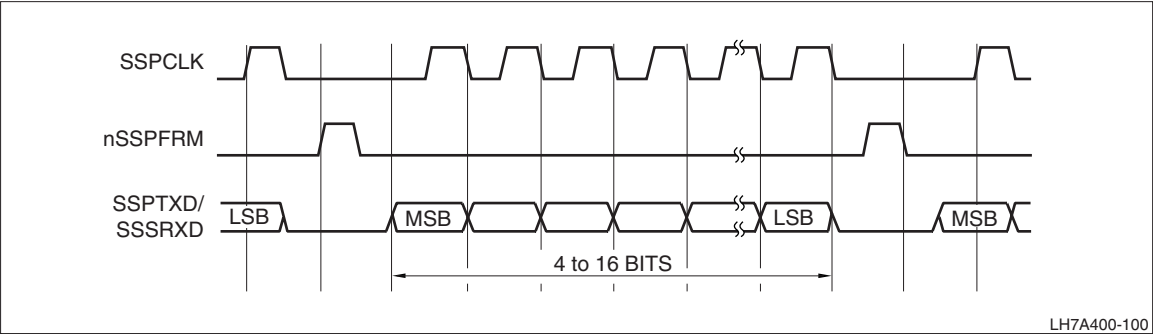 SSPCLK
nSSPFRM
SSPTXD/
SSSRXD
LSB
MSB
LSB
MSB
4 to 16 BITS
LH7A400-100